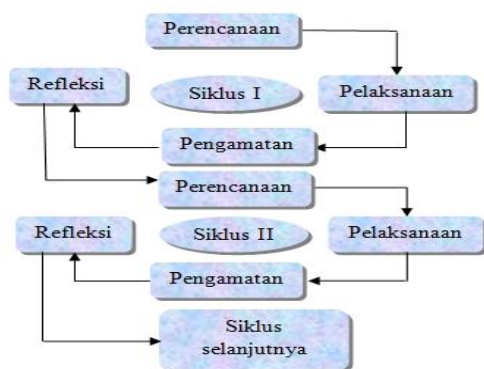 Perencanaan
Refleksi
Siklus I
Pelaksanaan
Pengamatan
Perencanaan
Refleksi
Siklus II
Pelaksanaan
Pengamatan
Siklus
selanjutnya